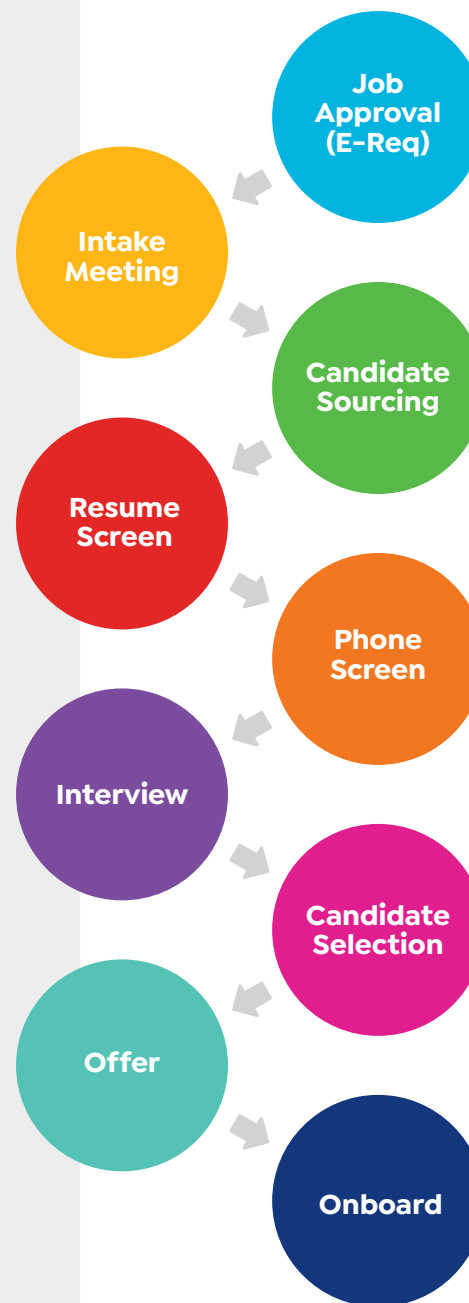 Job
Approval
(E-Req)
Intake
Meeting
Candidate
Sourcing
Resume
Screen
Phone
Screen
Interview
Candidate
Selection
Offer
Onboard